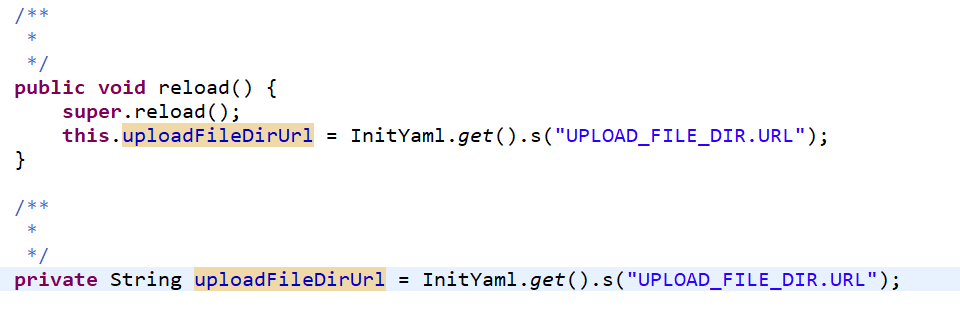 /**
 *
 */
public void reload() {
    super.reload();
    this.uploadFileDirUrl = InitYaml.get().s("UPLOAD_FILE_DIR.URL");
}
/**
 *
 */
private String uploadFileDirUrl = InitYaml.get().s("UPLOAD_FILE_DIR.URL");